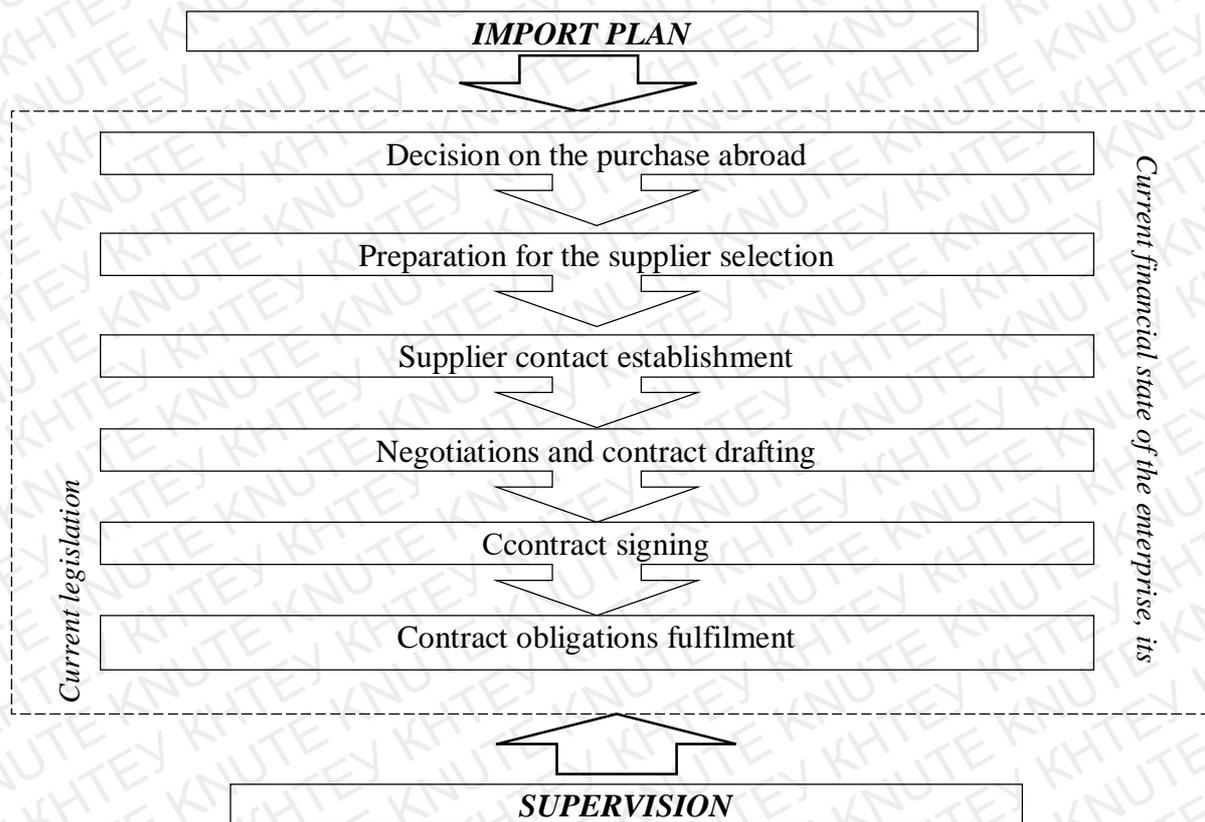 IMPORT PLAN
Decision on the purchase abroad
Preparation for the supplier selection
Supplier contact establishment
Negotiations and contract drafting
Ccontract signing
Contract obligations fulfilment
Current legislation
Current financial state of the enterprise, its
SUPERVISION